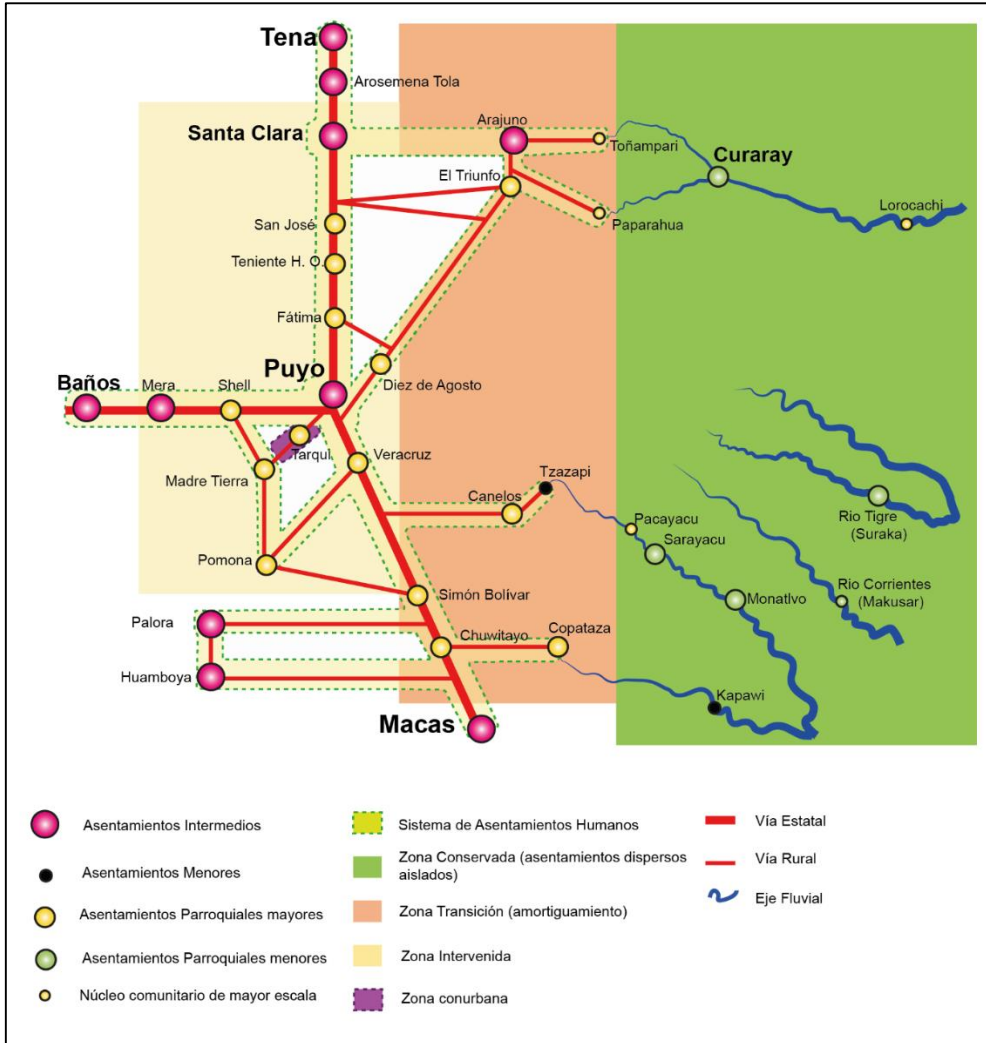 Tena
Arosemena Tola
Santa Clara
Arajuno
Toñampari
Curaray
El Triunfo
Lorocachi
San José
Paparahua
Teniente H. O.
Fátima
Puyo
Diez de Agosto
Baños
Mera
Shell
Tarqui
Veracruz
Madre Tierra
Tzazapi
Canelos
Rio Tigre
(Suraka)
Pacayacu
Sarayacu
Pomona
Rio Corrientes
(Makusar)
Simón Bolívar
Monatlvo
Palora
Chuwitayo
Copataza
Huamboya
Kapawi
Macas
Asentamientos Intermedios
Asentamientos Menores
Asentamientos Parroquiales mayores
Asentamientos Parroquiales menores
Núcleo comunitario de mayor escala
Sistema de Asentamientos Humanos
Zona Conservada (asentamientos dispersos
aislados)
Zona Transición (amortiguamiento)
Zona Intervenida
Zona conurbana
Vía Estatal
Vía Rural
Eje Fluvial